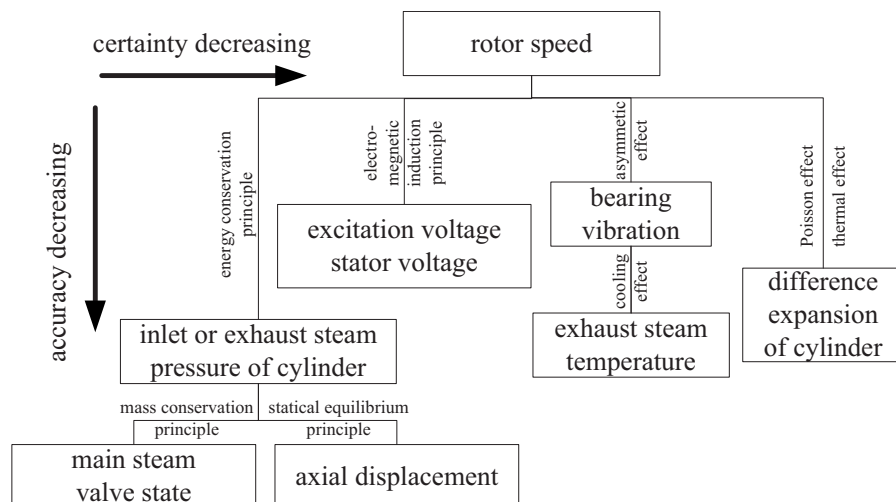 certainty decreasing
rotor speed
accuracy decreasing
energy conservation
principle
electro-
megnetic
induction
principle
asymmetric
effect
Poisson effect
thermal effect
excitation voltage
stator voltage
bearing
vibration
cooling
effect
difference
expansion
of cylinder
inlet or exhaust steam
pressure of cylinder
exhaust steam
temperature
mass conservation
principle
statical equilibrium
principle
main steam
valve state
axial displacement